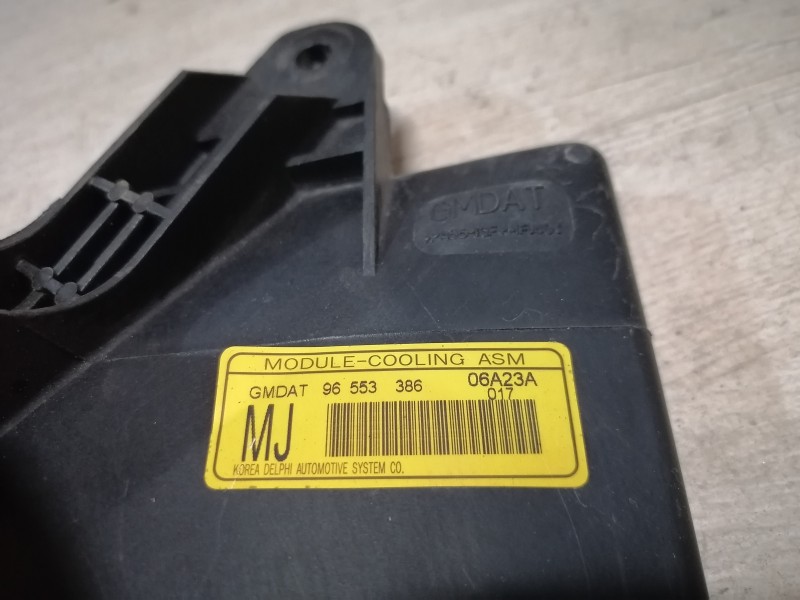 GMDAT
MODULE-COOLING ASM
GMDAT 96 553 386 06A23A
017
MJ
KOREA DELPHI AUTOMOTIVE SYSTEM CO.